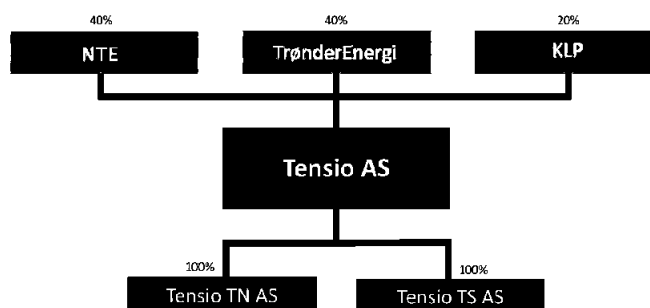 40%
40%
20%
NTE
TrønderEnergi
KLP
Tensio AS
100%
100%
Tensio TN AS
Tensio TS AS